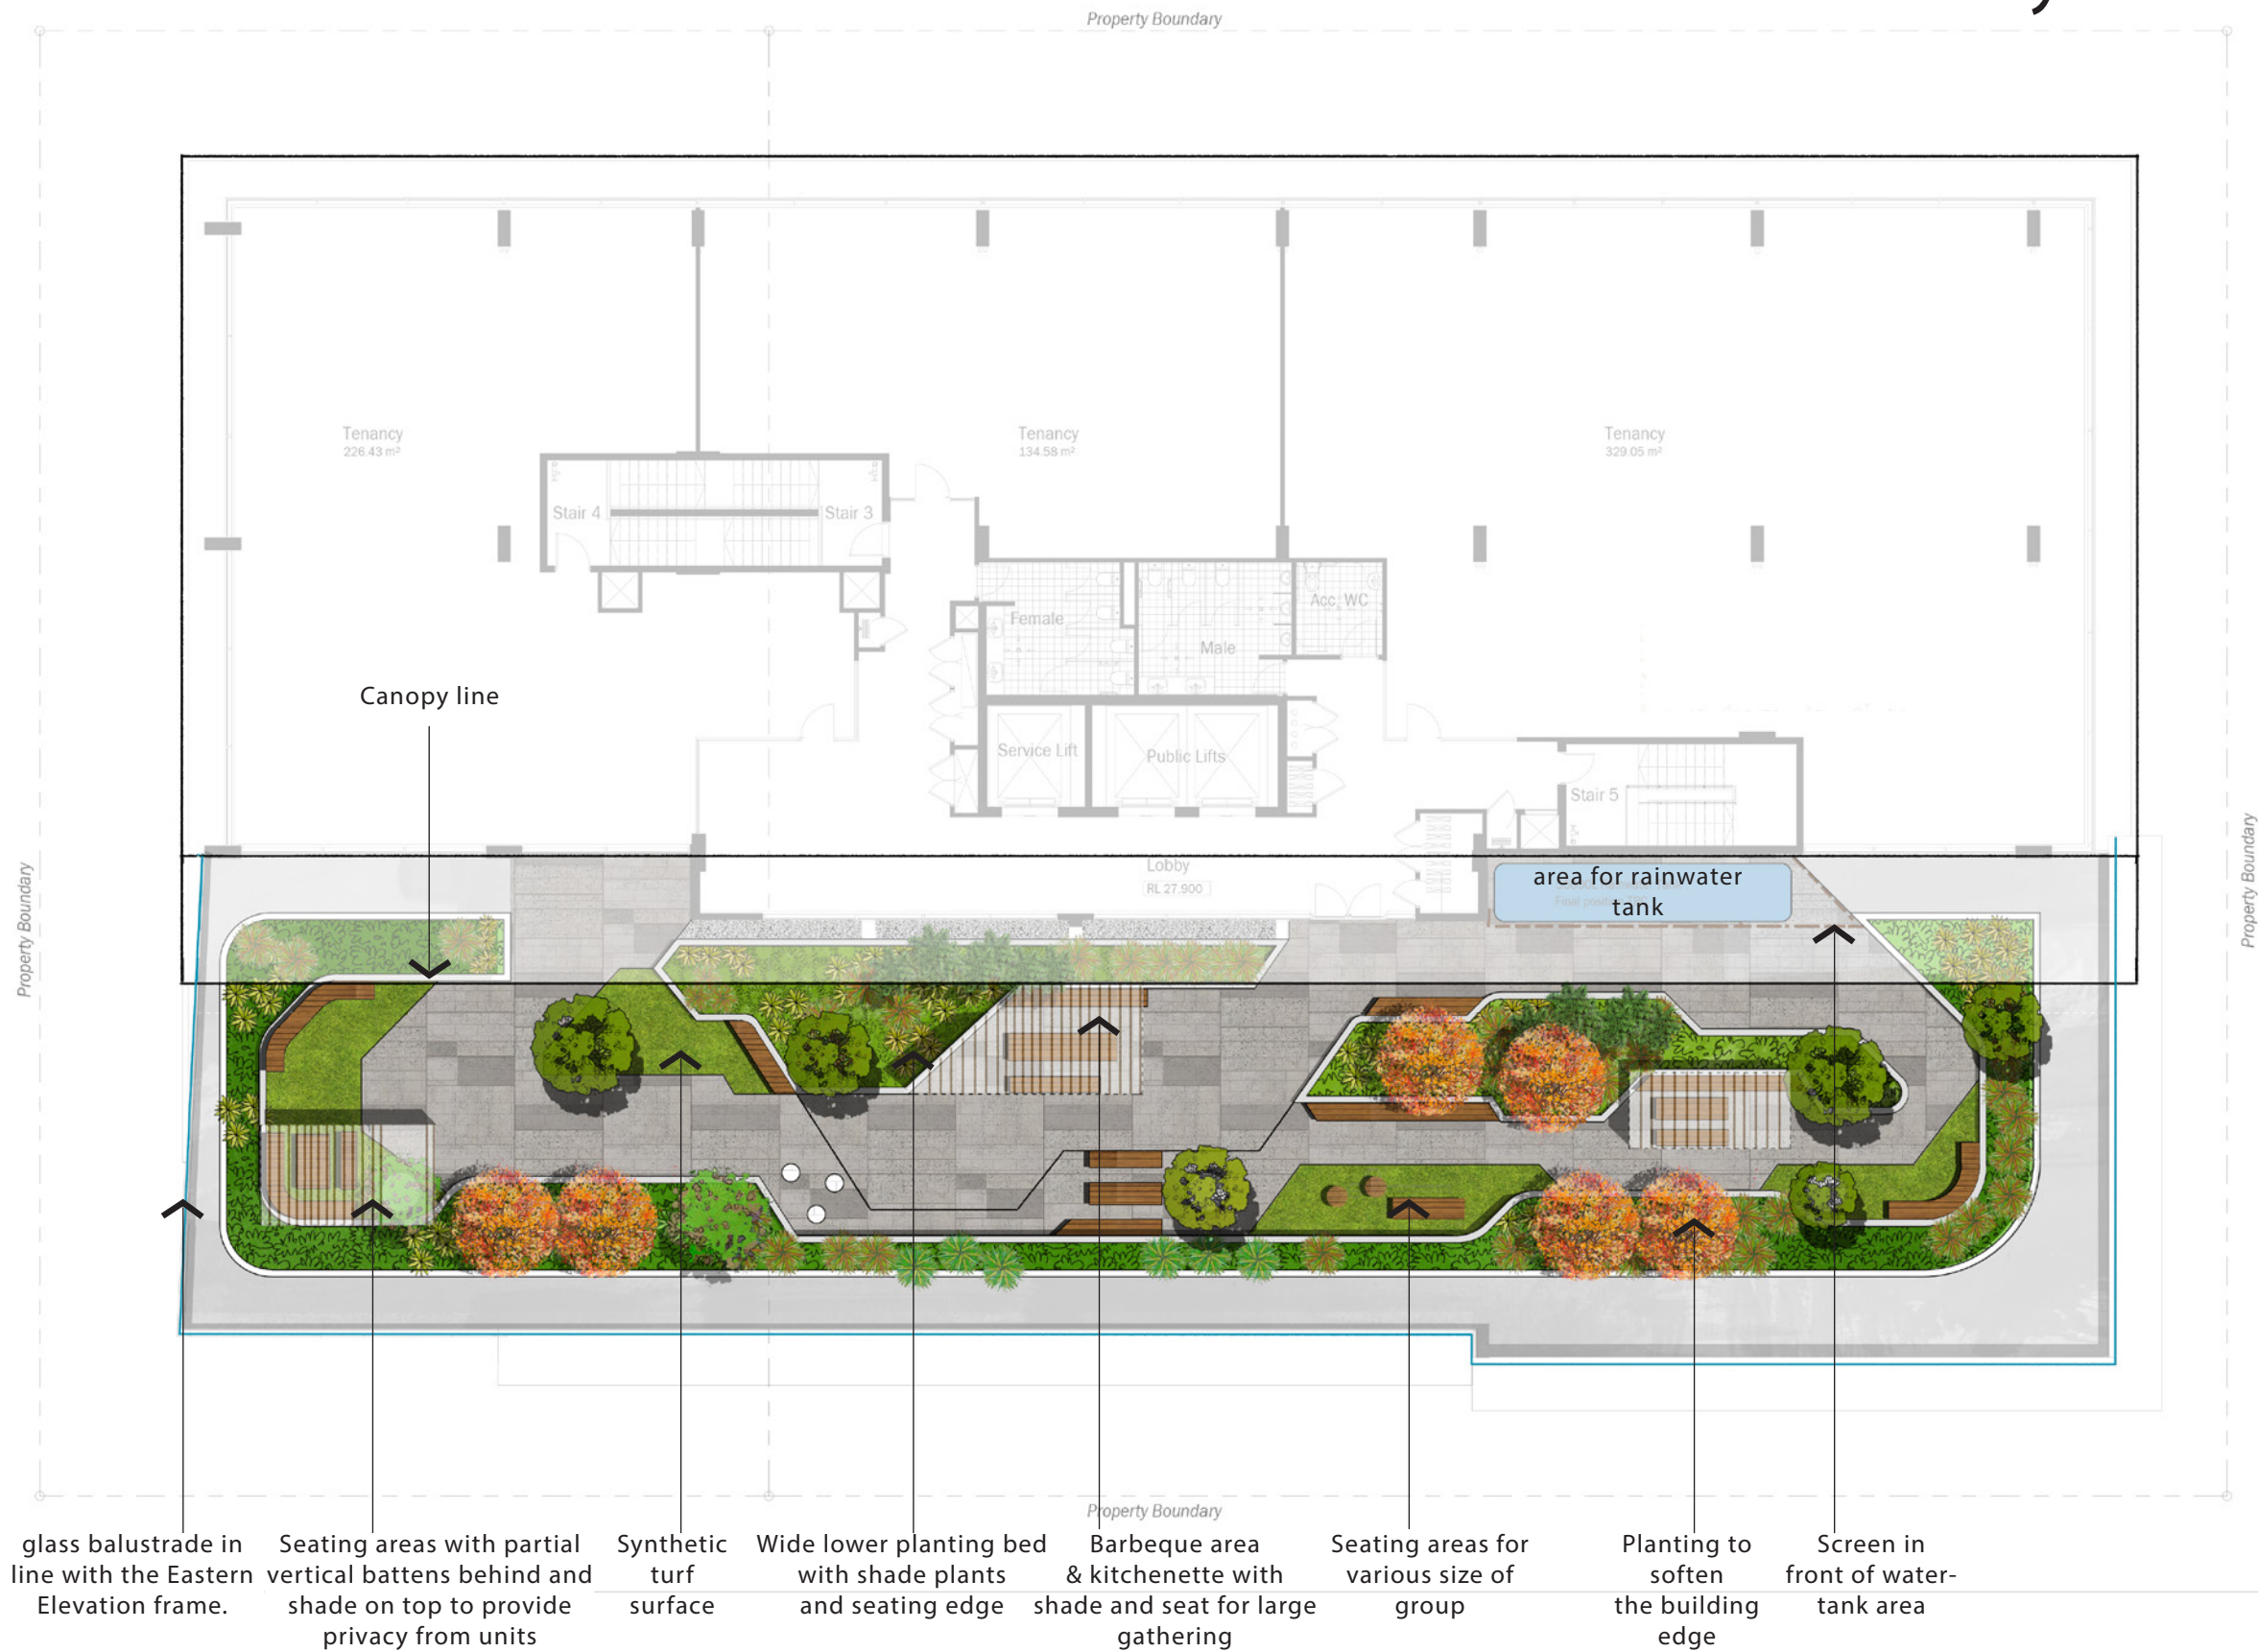 Property Boundary
Tenancy
226.43 m²
Tenancy
134.58 m²
Tenancy
329.05 m²
Stair 4
Stair 3
Female
Male
Acc. WC
Canopy line
Service Lift
Public Lifts
Stair 5
Property Boundary
Property Boundary
Lobby
RL 27.900
area for rainwater
tank
Property Boundary
glass balustrade in
line with the Eastern
Elevation frame.
Seating areas with partial
vertical battens behind and
shade on top to provide
privacy from units
Synthetic
turf
surface
Wide lower planting bed
with shade plants
and seating edge
Barbeque area
& kitchenette with
shade and seat for large
gathering
Seating areas for
various size of
group
Planting to
soften
the building
edge
Screen in
front of water-
tank area